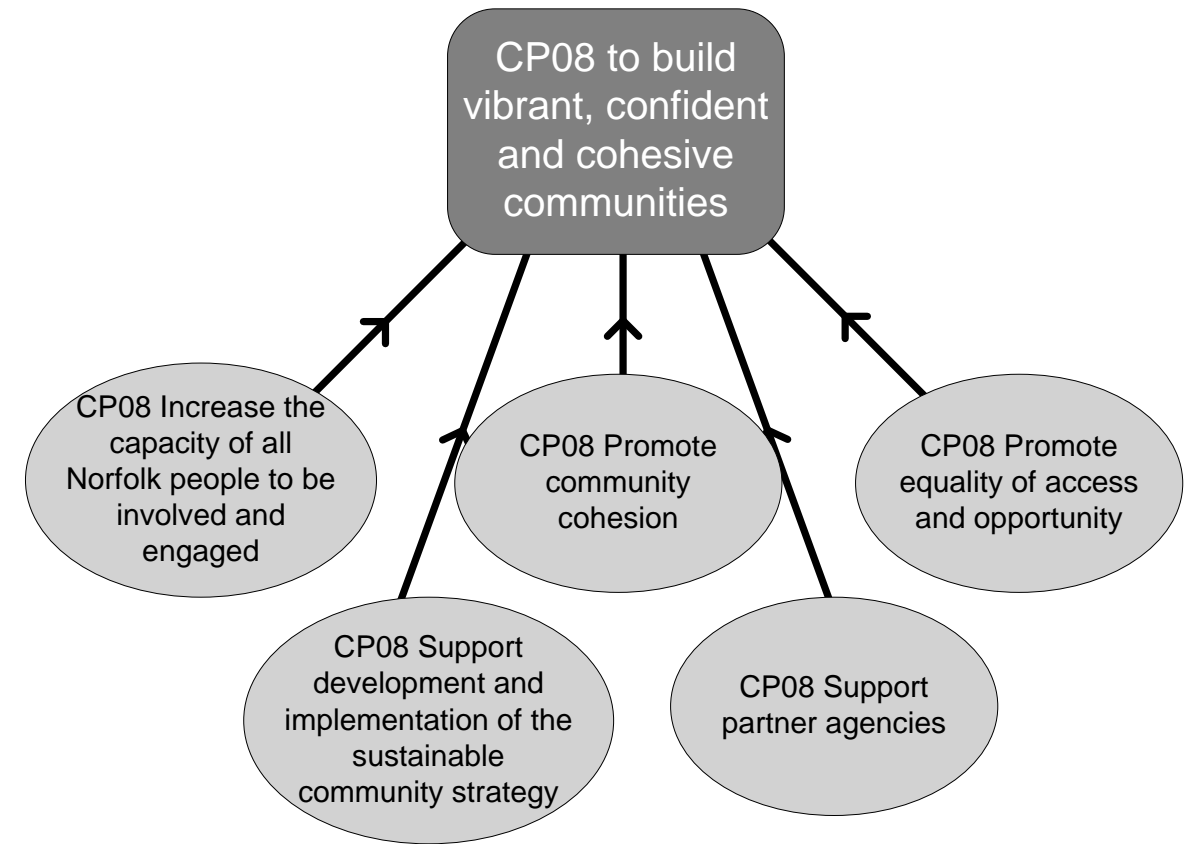 CP08 to build
vibrant, confident
and cohesive
communities
CP08 Increase the
capacity of all
Norfolk people to be
involved and
engaged
CP08 Promote
community
cohesion
CP08 Promote
equality of access
and opportunity
CP08 Support
development and
implementation of the
sustainable
community strategy
CP08 Support
partner agencies